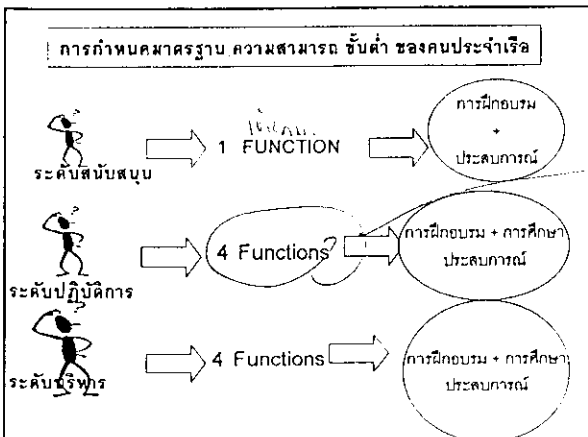 การกำหนดมาตรฐาน ความสามารถ ขั้นต่ำ ของคนประจำเรือ
ระดับสนับสนุน
1 FUNCTION
การฝึกอบรม
+
ประสบการณ์
ระดับปฏิบัติการ
4 Functions
การฝึกอบรม + การศึกษา
ประสบการณ์
ระดับบริหาร
4 Functions
การฝึกอบรม + การศึกษา
ประสบการณ์